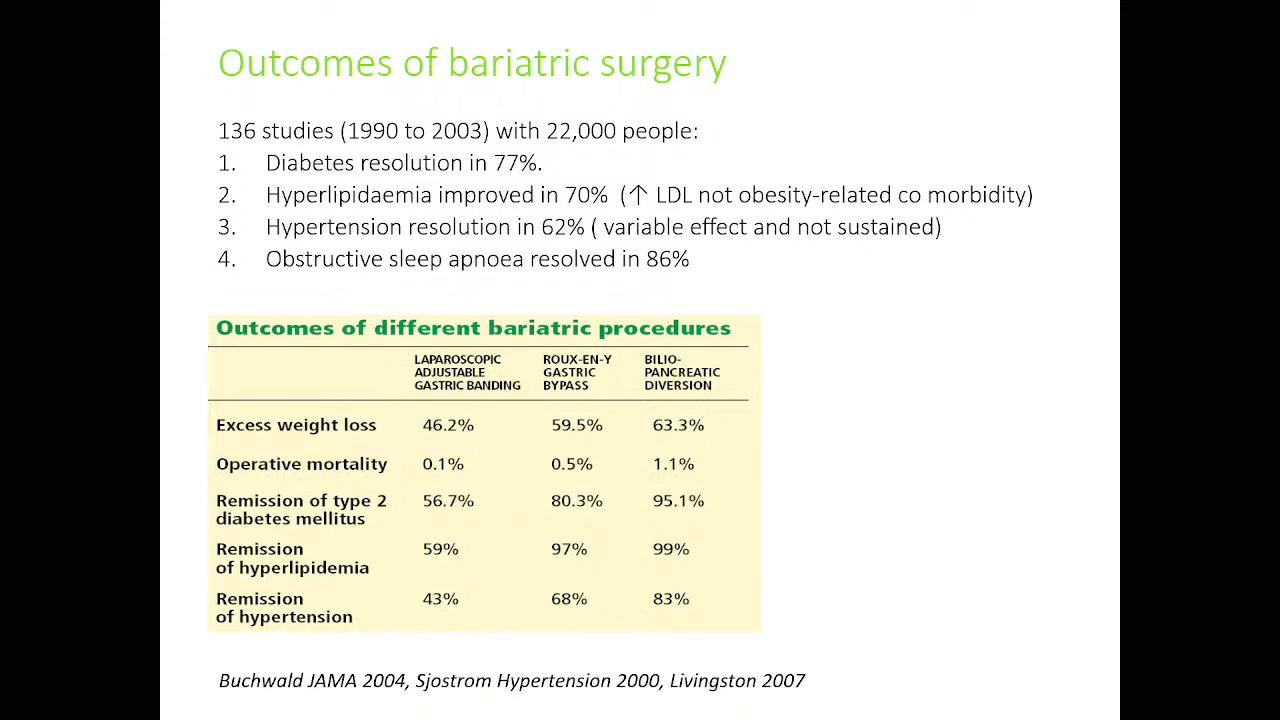 Outcomes of bariatric surgery
136 studies (1990 to 2003) with 22,000 people:
1. Diabetes resolution in 77%.
2. Hyperlipidaemia improved in 70% (↑ LDL not obesity-related co morbidity)
3. Hypertension resolution in 62% ( variable effect and not sustained)
4. Obstructive sleep apnoea resolved in 86%
Outcomes of different bariatric procedures
LAPAROSCOPIC ROUX-EN-Y BILIO-
ADJUSTABLE GASTRIC PANCREATIC
GASTRIC BANDING BYPASS DIVERSION
Excess weight loss 46.2% 59.5% 63.3%
Operative mortality 0.1% 0.5% 1.1%
Remission of type 2 56.7% 80.3% 95.1%
diabetes mellitus
Remission 59% 97% 99%
of hyperlipidemia
Remission 43% 68% 83%
of hypertension
Buchwald JAMA 2004, Sjostrom Hypertension 2000, Livingston 2007